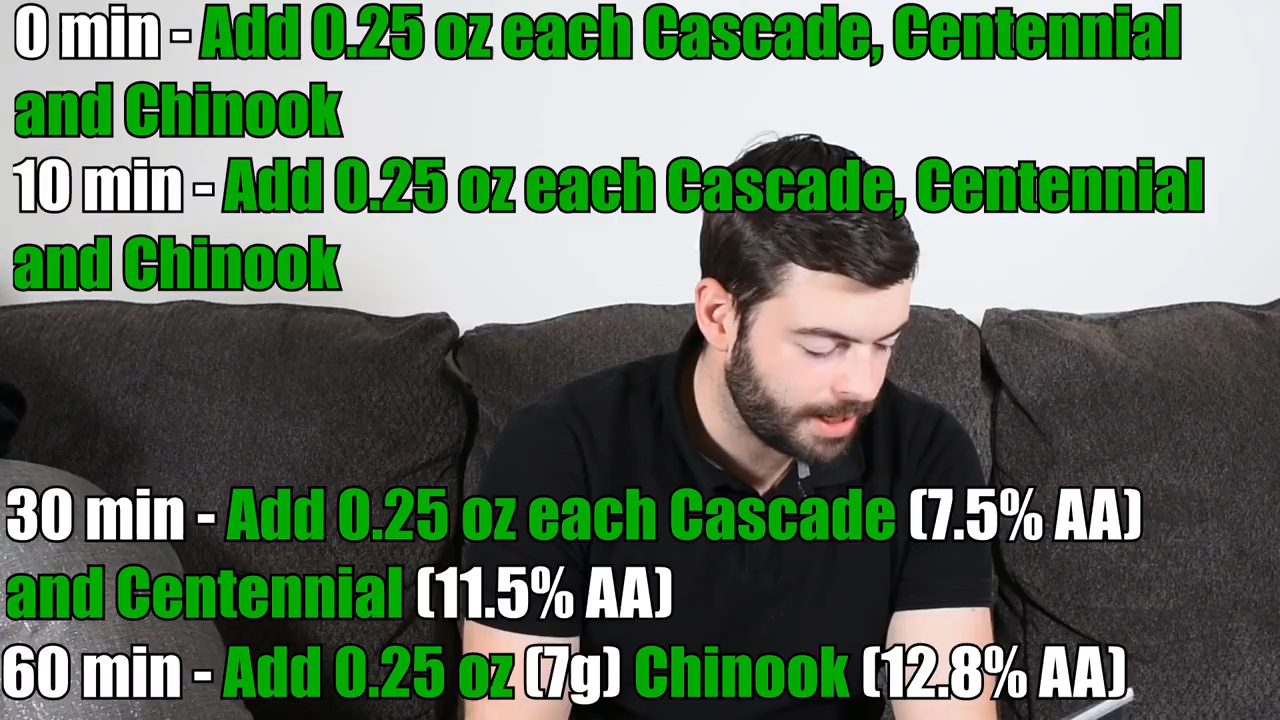 0 min - Add 0.25 oz each Cascade, Centennial
and Chinook
10 min - Add 0.25 oz each Cascade, Centennial
and Chinook
30 min - Add 0.25 oz each Cascade (7.5% AA)
and Centennial (11.5% AA)
60 min - Add 0.25 oz (7g) Chinook (12.8% AA)